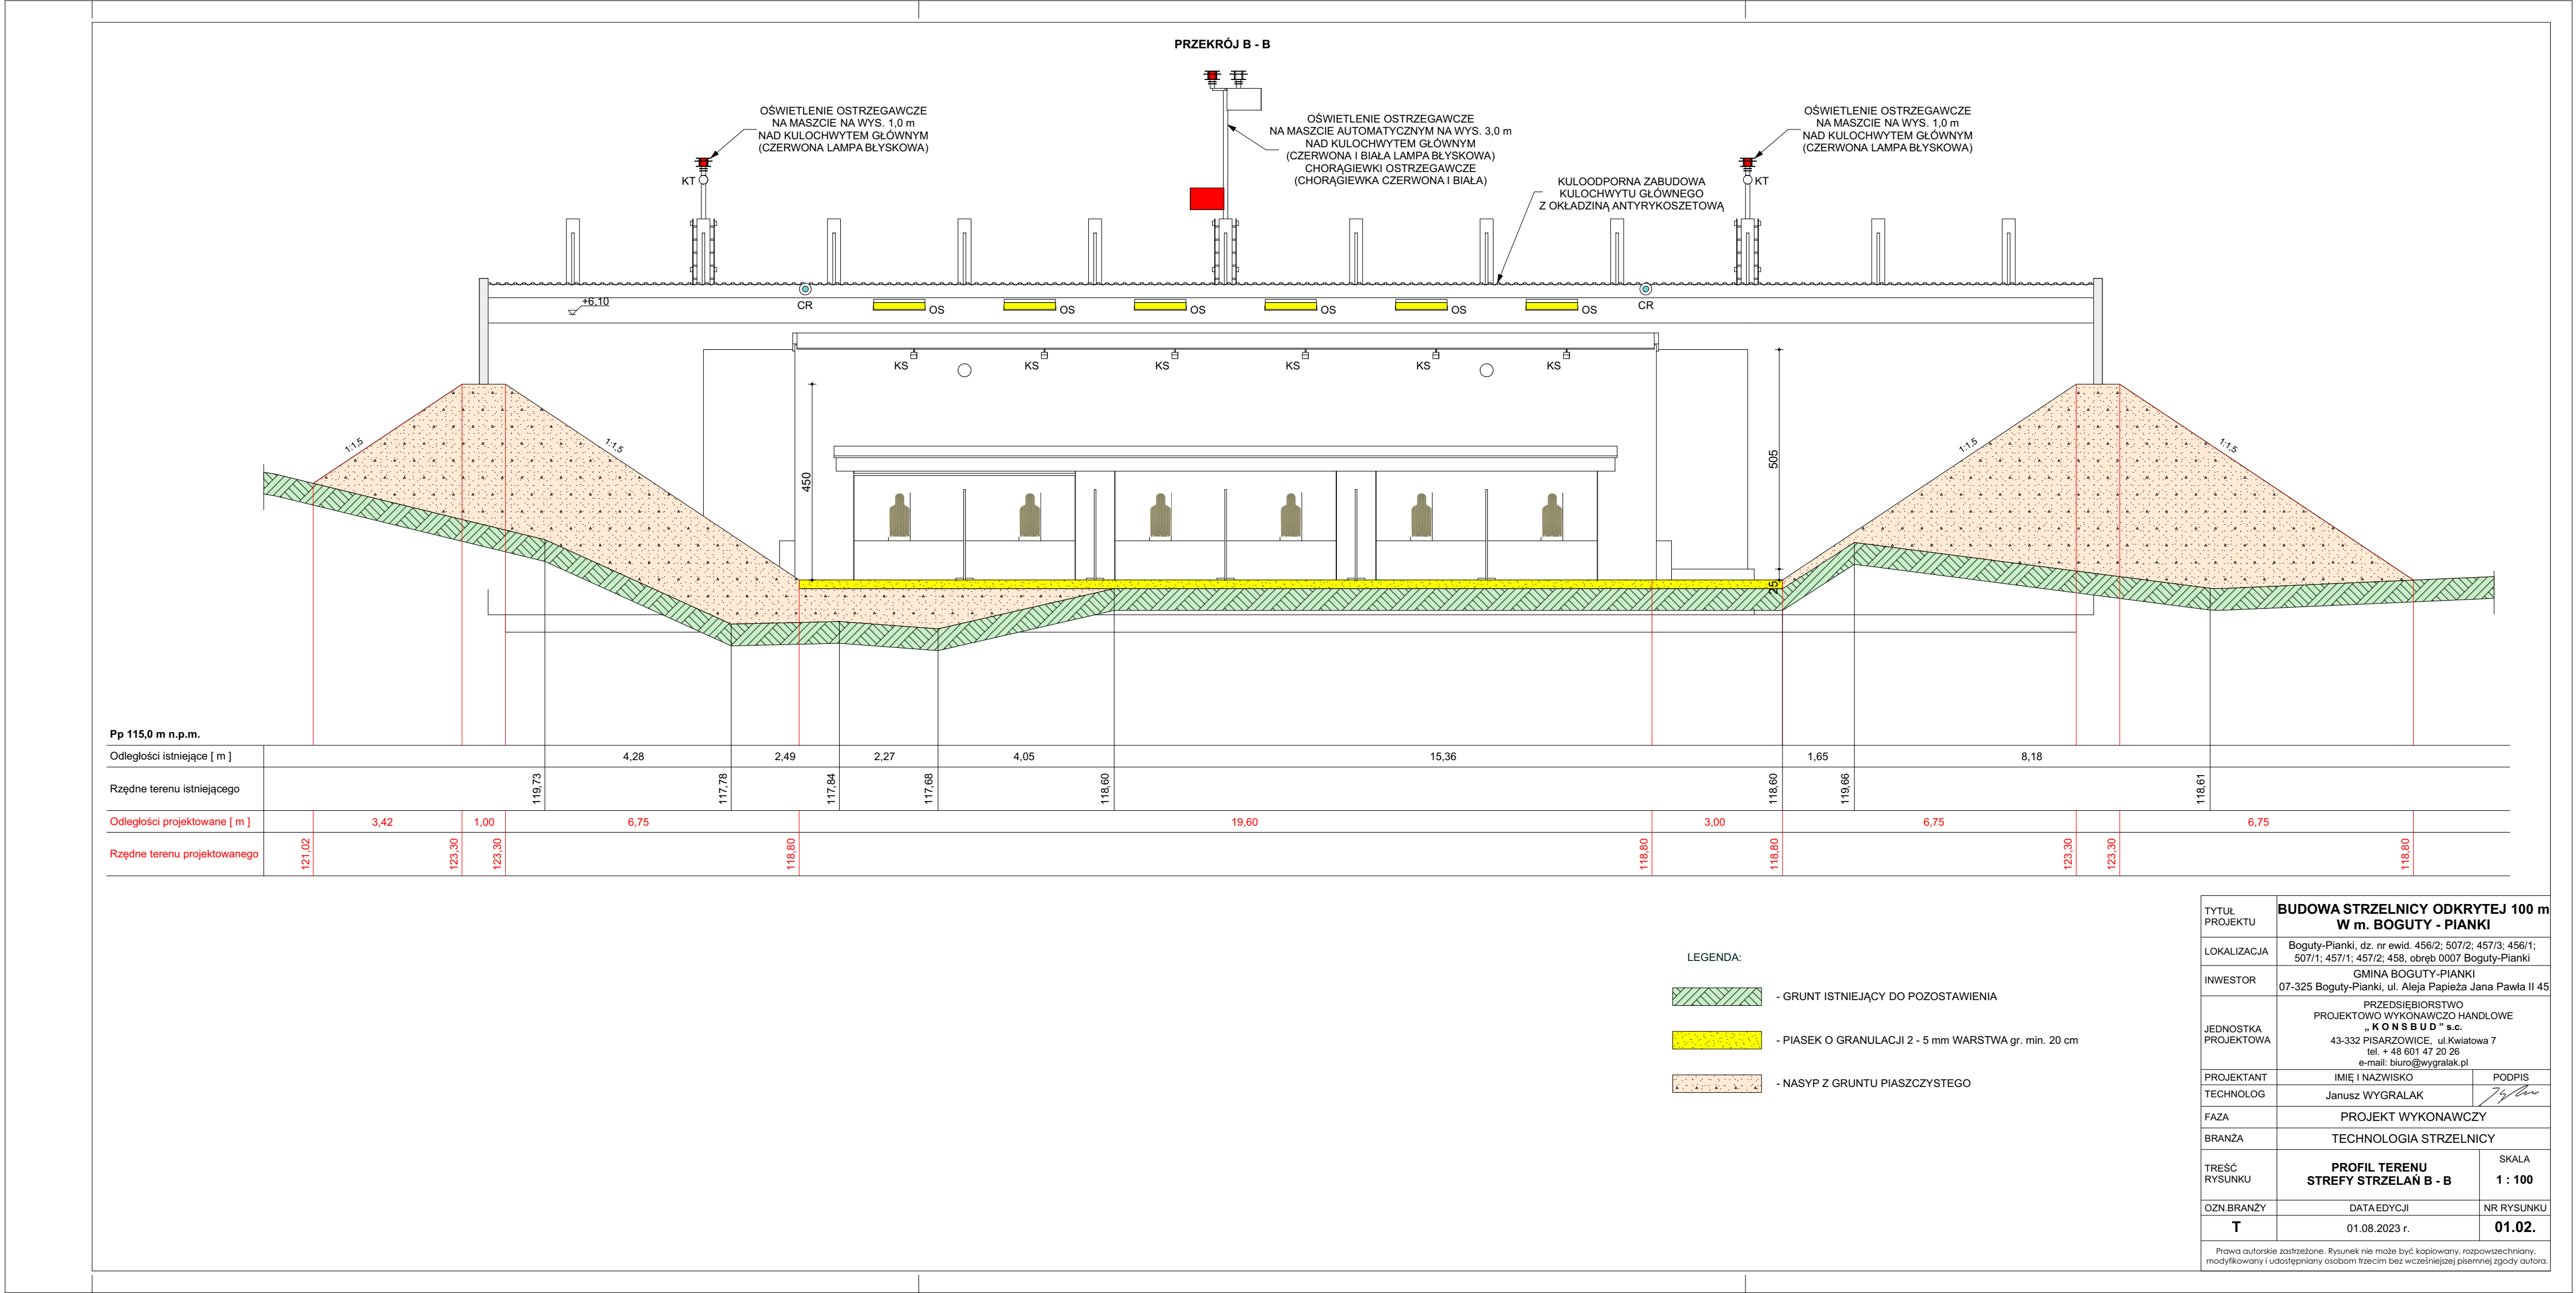 PRZEKRÓJ B - B
OŚWIETLENIE OSTRZEGAWCZE
NA MASZCIE NA WYS. 1,0 m
NAD KULOCHWYTEM GŁÓWNYM
(CZERWONA LAMPA BŁYSKOWA)
OŚWIETLENIE OSTRZEGAWCZE
NA MASZCIE AUTOMATYCZNYM NA WYS. 3,0 m
NAD KULOCHWYTEM GŁÓWNYM
(CZERWONA I BIAŁA LAMPA BŁYSKOWA)
CHORĄGIEWKI OSTRZEGAWCZE
(CHORĄGIEWKA CZERWONA I BIAŁA)
OŚWIETLENIE OSTRZEGAWCZE
NA MASZCIE NA WYS. 1,0 m
NAD KULOCHWYTEM GŁÓWNYM
(CZERWONA LAMPA BŁYSKOWA)
KULOODPORNA ZABUDOWA
KULOCHWYTU GŁÓWNEGO
Z OKŁADZINĄ ANTYRYKOSZETOWĄ
KT
KT
+6,10
CR
OS
OS
OS
OS
OS
OS
CR
KS
KS
KS
KS
KS
KS
1:1,5
1:1,5
450
505
25
1:1,5
1:1,5
Pp 115,0 m n.p.m.
Odległości istniejące [ m ]
4,28
2,49
2,27
4,05
15,36
1,65
8,18
Rzędne terenu istniejącego
119,73
117,78
117,84
117,68
118,60
118,60
119,66
118,61
Odległości projektowane [ m ]
3,42
1,00
6,75
19,60
3,00
6,75
6,75
Rzędne terenu projektowanego
121,02
123,30
123,30
118,80
118,80
118,80
123,30
123,30
118,80
LEGENDA:
- GRUNT ISTNIEJĄCY DO POZOSTAWIENIA
- PIASEK O GRANULACJI 2 - 5 mm WARSTWA gr. min. 20 cm
- NASYP Z GRUNTU PIASZCZYSTEGO
TYTUŁ
PROJEKTU
BUDOWA STRZELNICY ODKRYTEJ 100 m
W m. BOGUTY - PIANKI
LOKALIZACJA
Boguty-Pianki, dz. nr ewid. 456/2; 507/2; 457/3; 456/1;
507/1; 457/1; 457/2; 458, obręb 0007 Boguty-Pianki
INWESTOR
GMINA BOGUTY-PIANKI
07-325 Boguty-Pianki, ul. Aleja Papieża Jana Pawła II 45
JEDNOSTKA
PROJEKTOWA
PRZEDSIĘBIORSTWO
PROJEKTOWO WYKONAWCZO HANDLOWE
„ K O N S B U D ” s.c.
43-332 PISARZOWICE, ul.Kwiatowa 7
tel. + 48 601 47 20 26
e-mail: biuro@wygralak.pl
PROJEKTANT
IMIĘ I NAZWISKO
PODPIS
TECHNOLOG
Janusz WYGRALAK
FAZA
PROJEKT WYKONAWCZY
BRANŻA
TECHNOLOGIA STRZELNICY
TREŚĆ
RYSUNKU
PROFIL TERENU
STREFY STRZELAŃ B - B
SKALA
1 : 100
OZN.BRANŻY
DATA EDYCJI
NR RYSUNKU
T
01.08.2023 r.
01.02.
Prawa autorskie zastrzeżone. Rysunek nie może być kopiowany, rozpowszechniany,
modyfikowany i udostępniany osobom trzecim bez wcześniejszej pisemnej zgody autora.